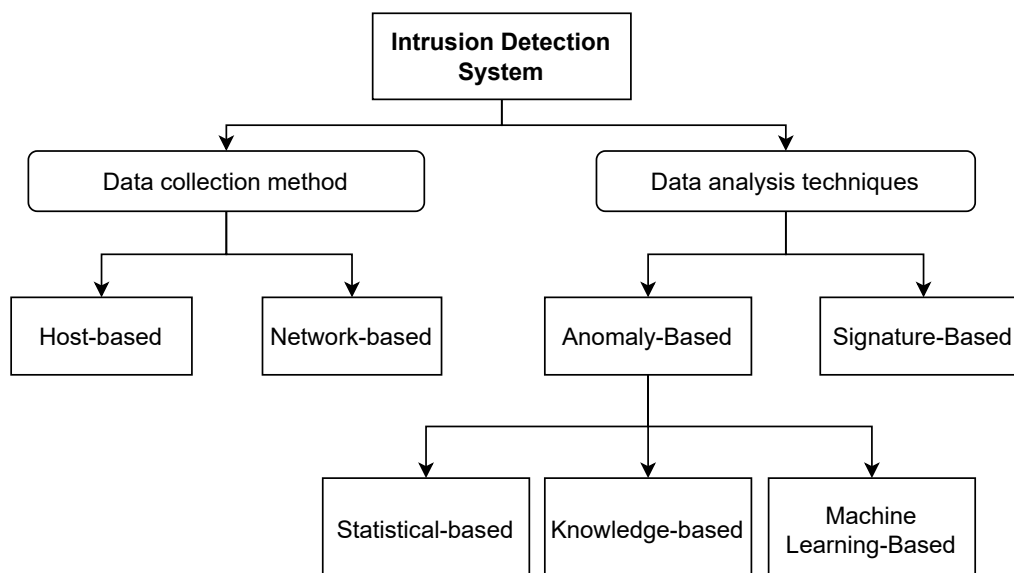 Intrusion Detection
System
Data collection method
Data analysis techniques
Host-based
Network-based
Anomaly-Based
Signature-Based
Statistical-based
Knowledge-based
Machine
Learning-Based